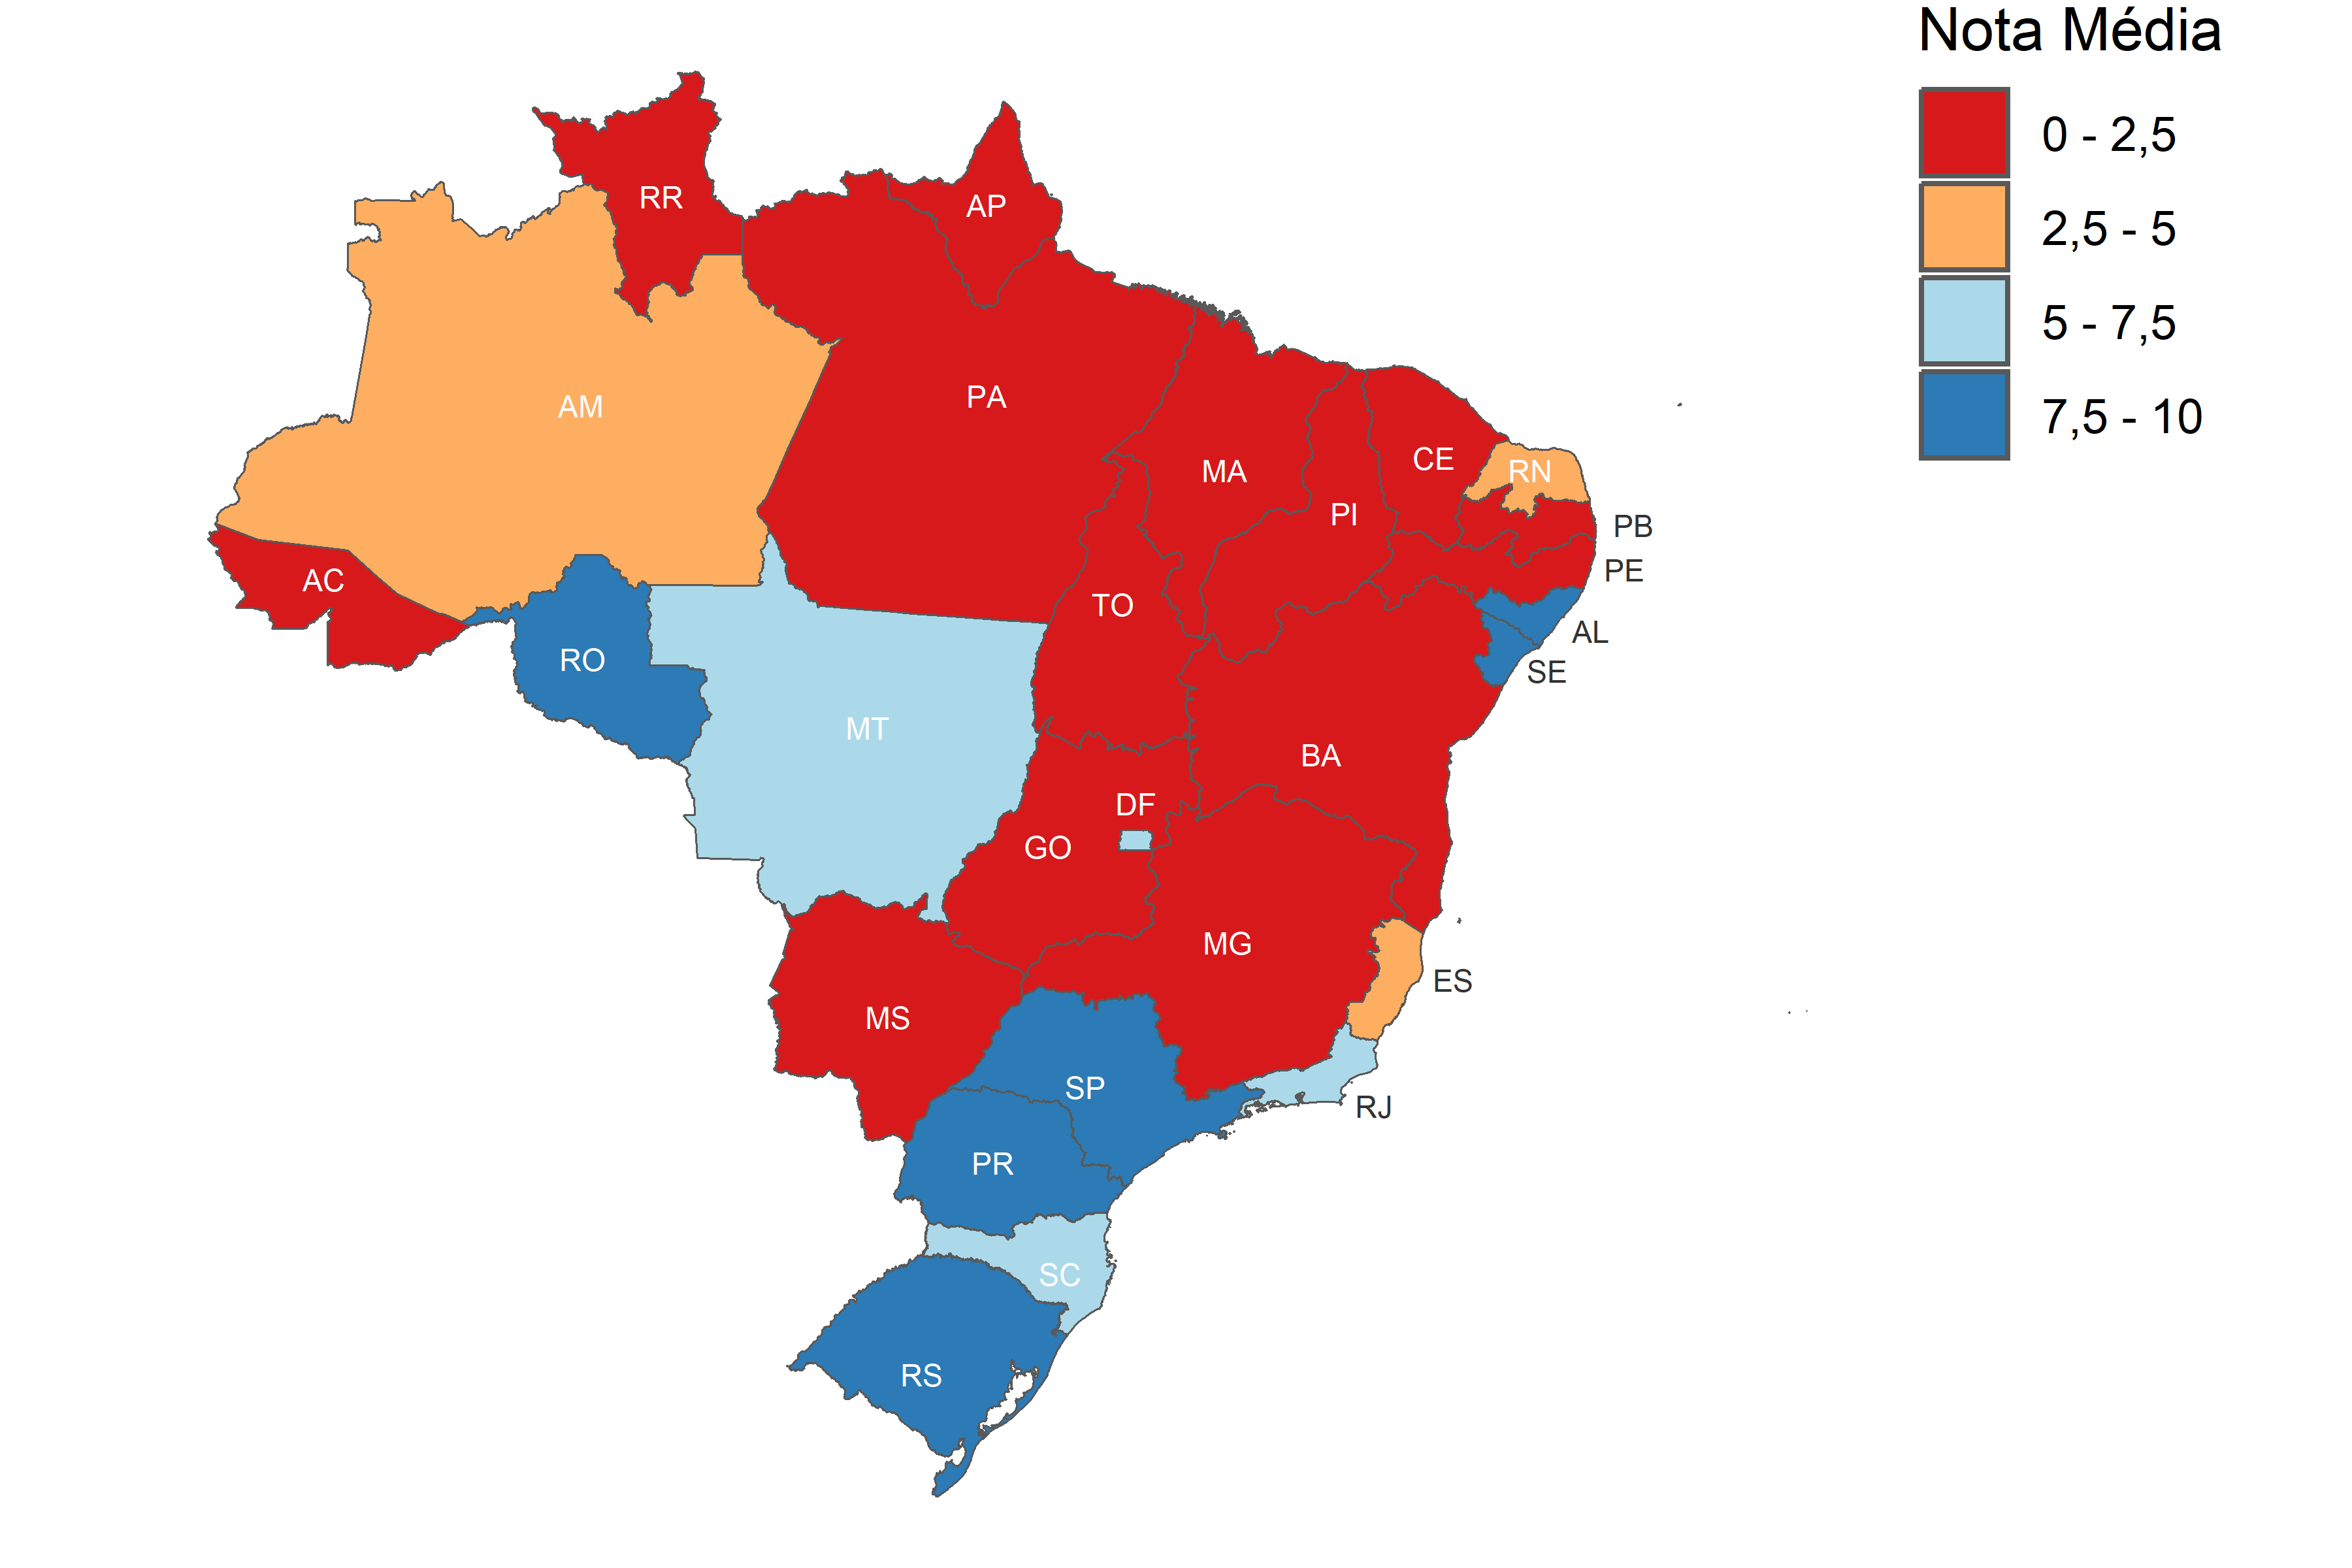 Nota Média
0 - 2,5
2,5 - 5
5 - 7,5
7,5 - 10
RR
AP
AM
PA
MA
CE
RN
PI
PB
PE
AC
TO
AL
RO
SE
MT
BA
DF
GO
MG
ES
MS
SP
RJ
PR
SC
RS